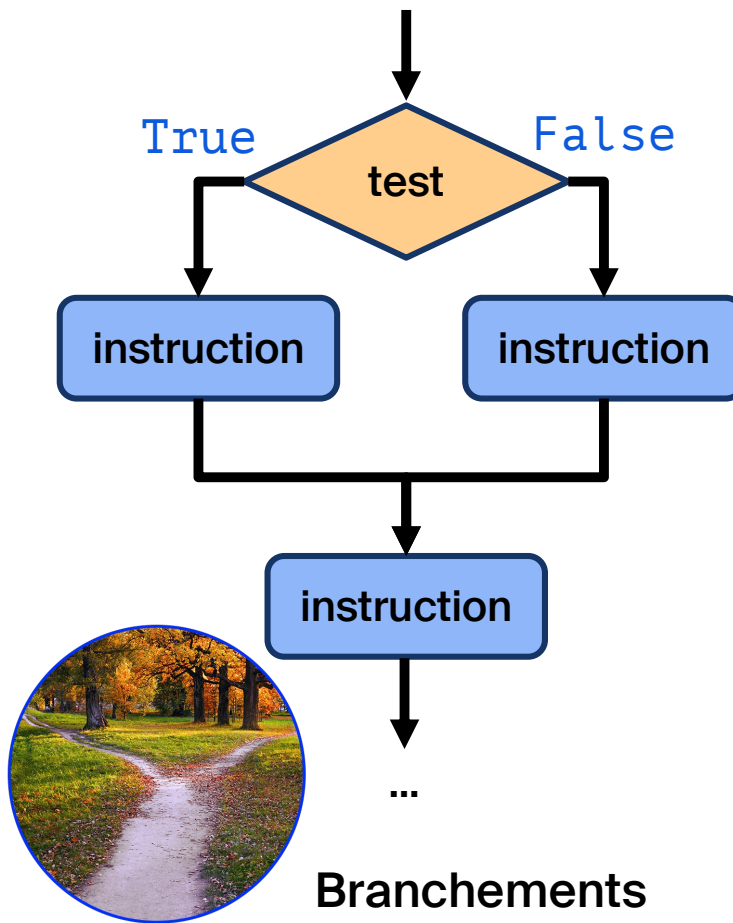 True False
test
instruction instruction
instruction
...
Branchements